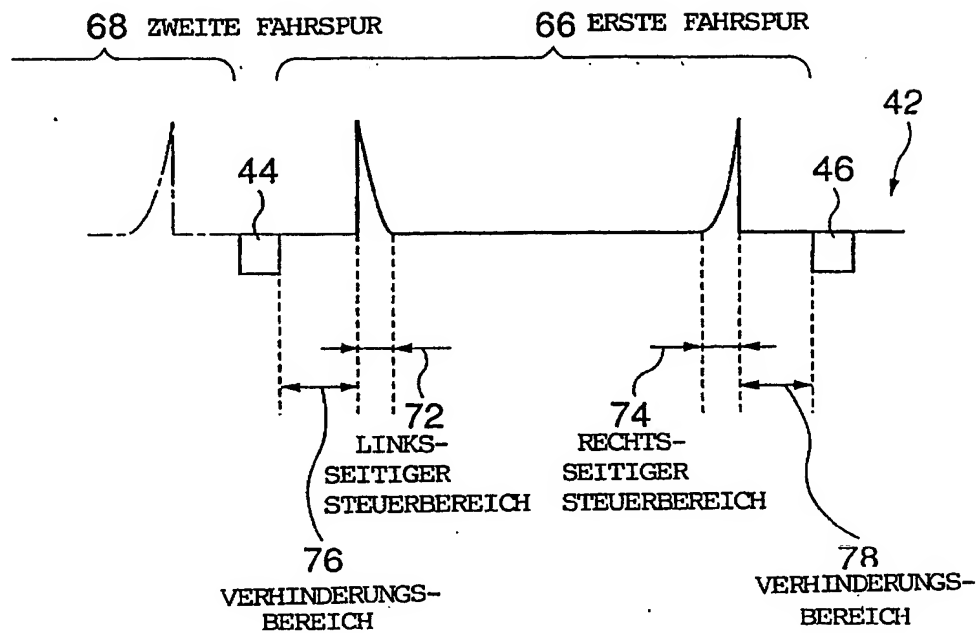 68 ZWEITE FAHRSPUR
66 ERSTE FAHRSPUR
42
44
46
72
LINKS-
SEITIGER
STEUERBEREICH
74
RECHTS-
SEITIGER
STEUERBEREICH
76
VERHINDERUNGS-
BEREICH
78
VERHINDERUNGS-
BEREICH